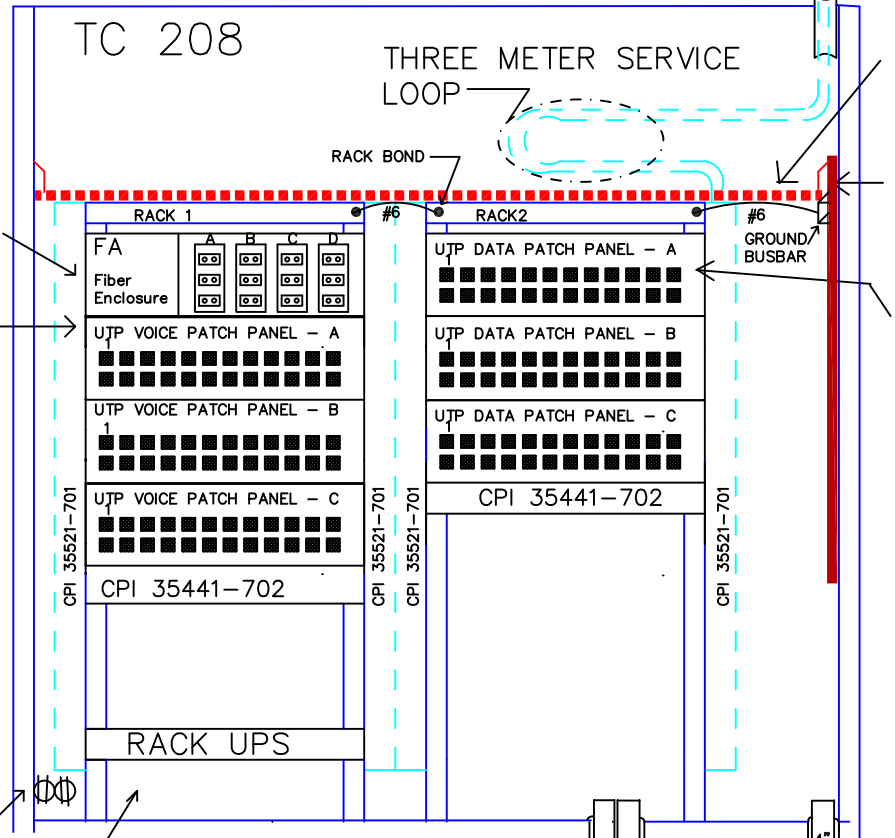 TC 208
THREE METER SERVICE
LOOP
RACK BOND
RACK 1
#6
RACK2
#6
GROUND
BUSBAR
FA
Fiber
Enclosure
A B C D
UTP VOICE PATCH PANEL - A
1
UTP VOICE PATCH PANEL - B
1
UTP VOICE PATCH PANEL - C
1
CPI 35441-702
RACK UPS
UTP DATA PATCH PANEL - A
1
UTP DATA PATCH PANEL - B
1
UTP DATA PATCH PANEL - C
1
CPI 35441-702
CPI 35521-701
CPI 35521-701
CPI 35521-701
CPI 35521-701